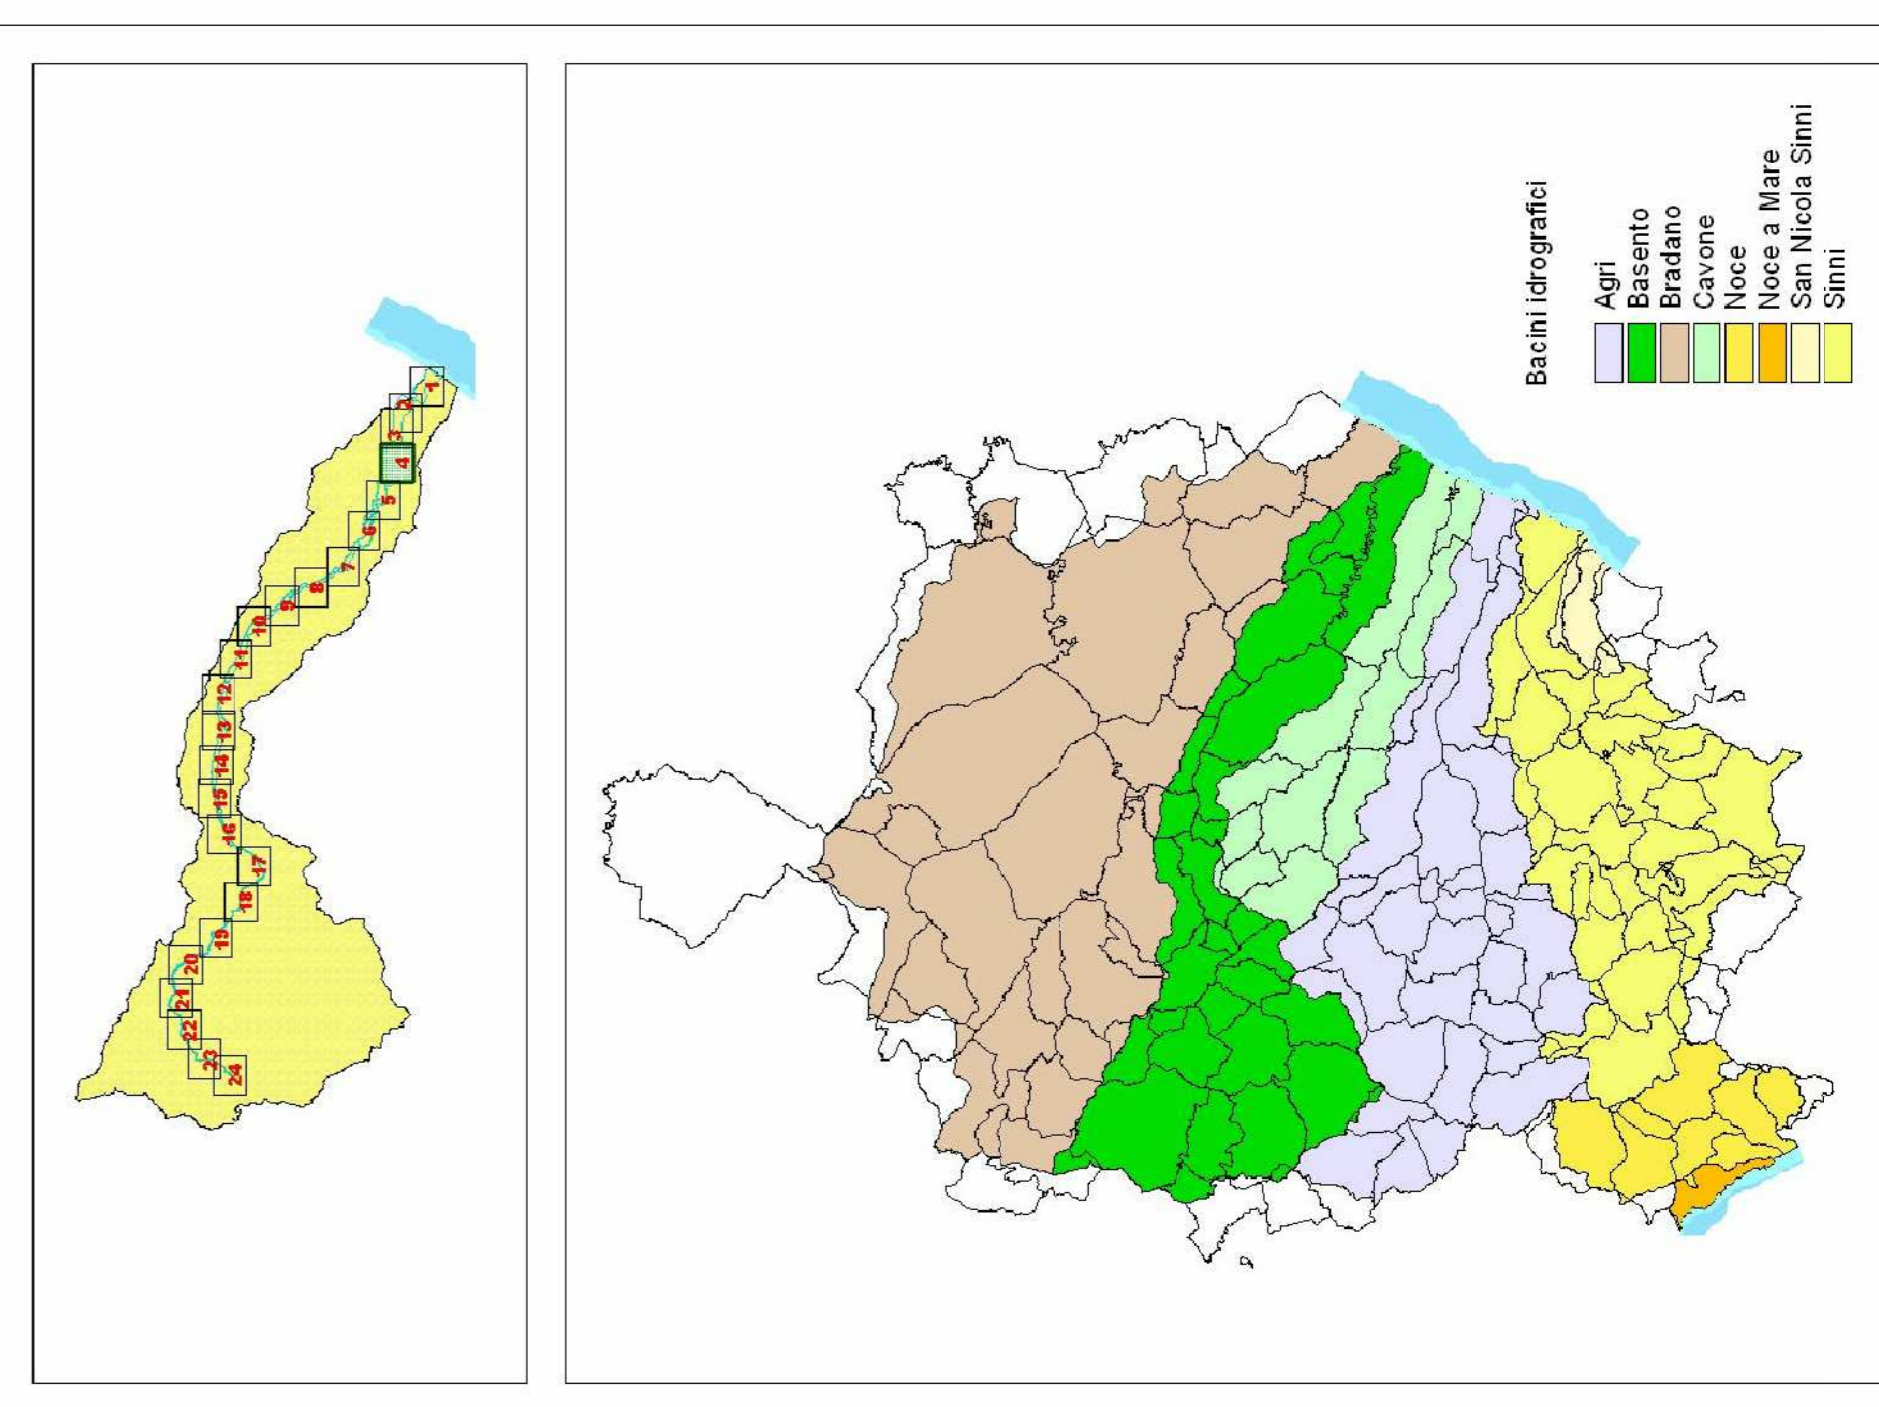 1
2
3
4
5
6
7
8
9
10
11
12
13
14
15
16
17
18
19
20
21
22
23
24
Bacini idrografici
Agri
Basento
Bradano
Cavone
Noce
Noce a Mare
San Nicola Sinni
Sinni